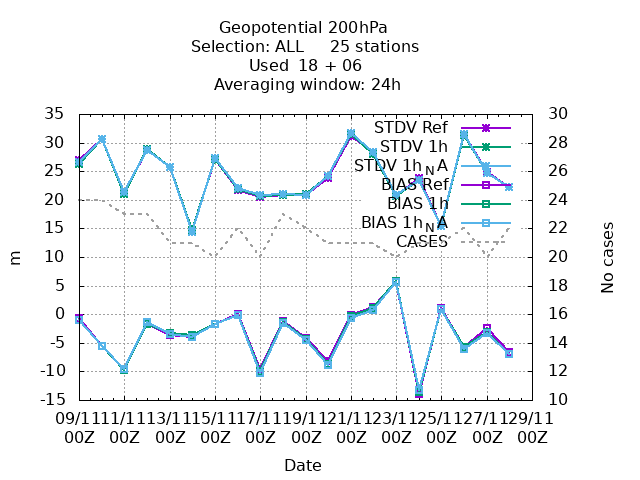 Geopotential 200hPa
Selection: ALL     25 stations
Used  18 + 06
Averaging window: 24h
35
30
25
20
15
10
5
0
-5
-10
-15
m
30
28
26
24
22
20
18
16
14
12
10
No cases
STDV Ref
STDV 1h
STDV 1h_NA
BIAS Ref
BIAS 1h
BIAS 1h_NA
CASES
09/11 11/11 13/11 15/11 17/11 19/11 21/11 23/11 25/11 27/11 29/11
00Z 00Z 00Z 00Z 00Z 00Z 00Z 00Z 00Z 00Z 00Z
Date